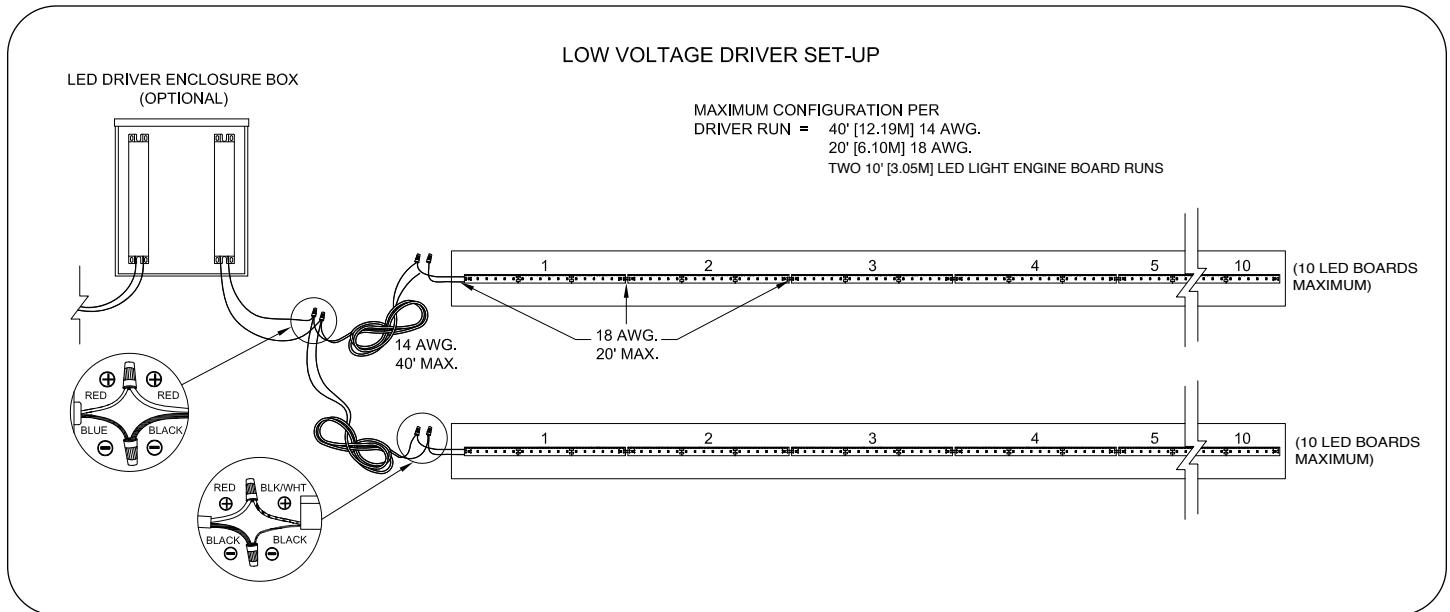 LOW VOLTAGE DRIVER SET-UP
LED DRIVER ENCLOSURE BOX
(OPTIONAL)
MAXIMUM CONFIGURATION PER
DRIVER RUN = 40' [12.19M] 14 AWG.
20' [6.10M] 18 AWG.
TWO 10' [3.05M] LED LIGHT ENGINE BOARD RUNS
1 2 3 4 5 10
(10 LED BOARDS
MAXIMUM)
14 AWG.
40' MAX.
18 AWG.
20' MAX.
RED RED
BLUE BLACK
1 2 3 4 5 10
(10 LED BOARDS
MAXIMUM)
RED BLK/WHT
BLACK BLACK